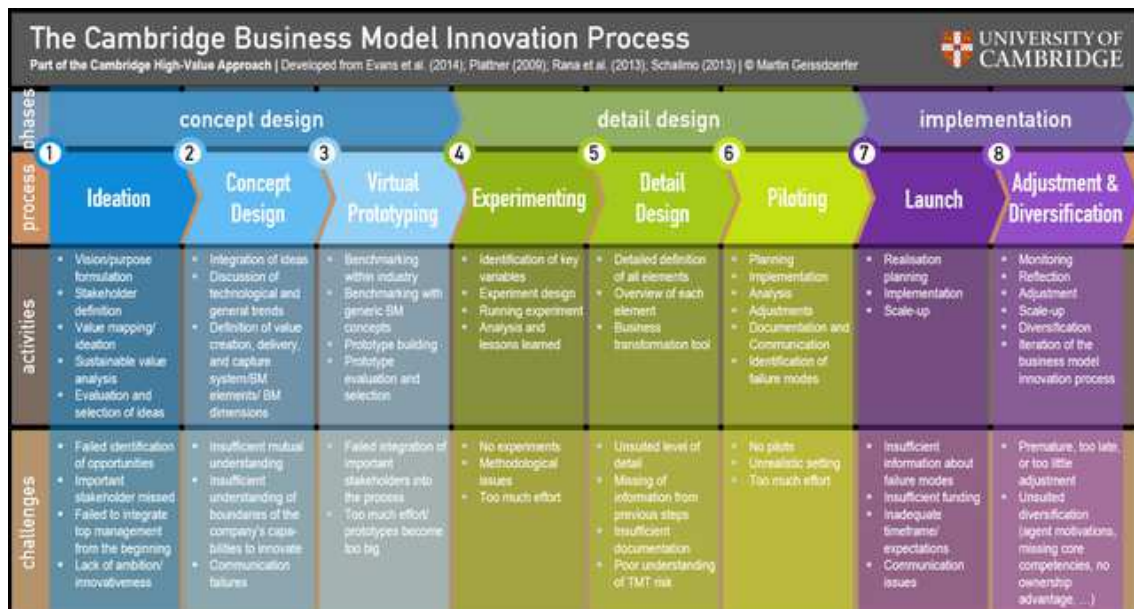 The Cambridge Business Model Innovation Process
Part of the Cambridge High-Value Approach | Developed from Evans et al. (2014); Plattner (2009); Rana et al. (2013); Schallmo (2013) | © Martin Geissdoerfer
UNIVERSITY OF
CAMBRIDGE
phases
concept design
detail design
implementation
process
1
Ideation
2
Concept
Design
3
Virtual
Prototyping
4
Experimenting
5
Detail
Design
6
Piloting
7
Launch
8
Adjustment &
Diversification
activities
• Vision/purpose
formulation
• Stakeholder
definition
• Value mapping/
ideation
• Sustainable value
analysis
• Evaluation and
selection of ideas
• Integration of ideas
• Discussion of
technological and
general trends
• Definition of value
creation, delivery,
and capture
system/BM
elements/ BM
dimensions
• Benchmarking
within industry
• Benchmarking with
generic BM
concepts
• Prototype building
• Prototype
evaluation and
selection
• Identification of key
variables
• Experiment design
• Running experiment
• Analysis and
lessons learned
• Detailed definition
of all elements
• Overview of each
element
• Business
transformation tool
• Planning
• Implementation
• Analysis
• Adjustments
• Documentation and
Communication
• Identification of
failure modes
• Realisation
planning
• Implementation
• Scale-up
• Monitoring
• Reflection
• Adjustment
• Scale-up
• Diversification
• Iteration of the
business model
innovation process
challenges
• Failed identification
of opportunities
• Important
stakeholder missed
• Failed to integrate
top management
from the beginning
• Lack of ambition/
innovativeness
• Insufficient mutual
understanding
• Insufficient
understanding of
boundaries of the
company's capa-
bilities to innovate
• Communication
failures
• Failed integration of
important
stakeholders into
the process
• Too much effort/
prototypes become
too big
• No experiments
• Methodological
issues
• Too much effort
• Unsuited level of
detail
• Missing of
information from
previous steps
• Insufficient
documentation
• Poor understanding
of TMT risk
• No pilots
• Unrealistic setting
• Too much effort
• Insufficient
information about
failure modes
• Insufficient funding
• Inadequate
timeframe/
expectations
• Communication
issues
• Premature, too late,
or too little
adjustment
• Unsuited
diversification
(agent motivations,
missing core
competencies, no
ownership
advantage, …)